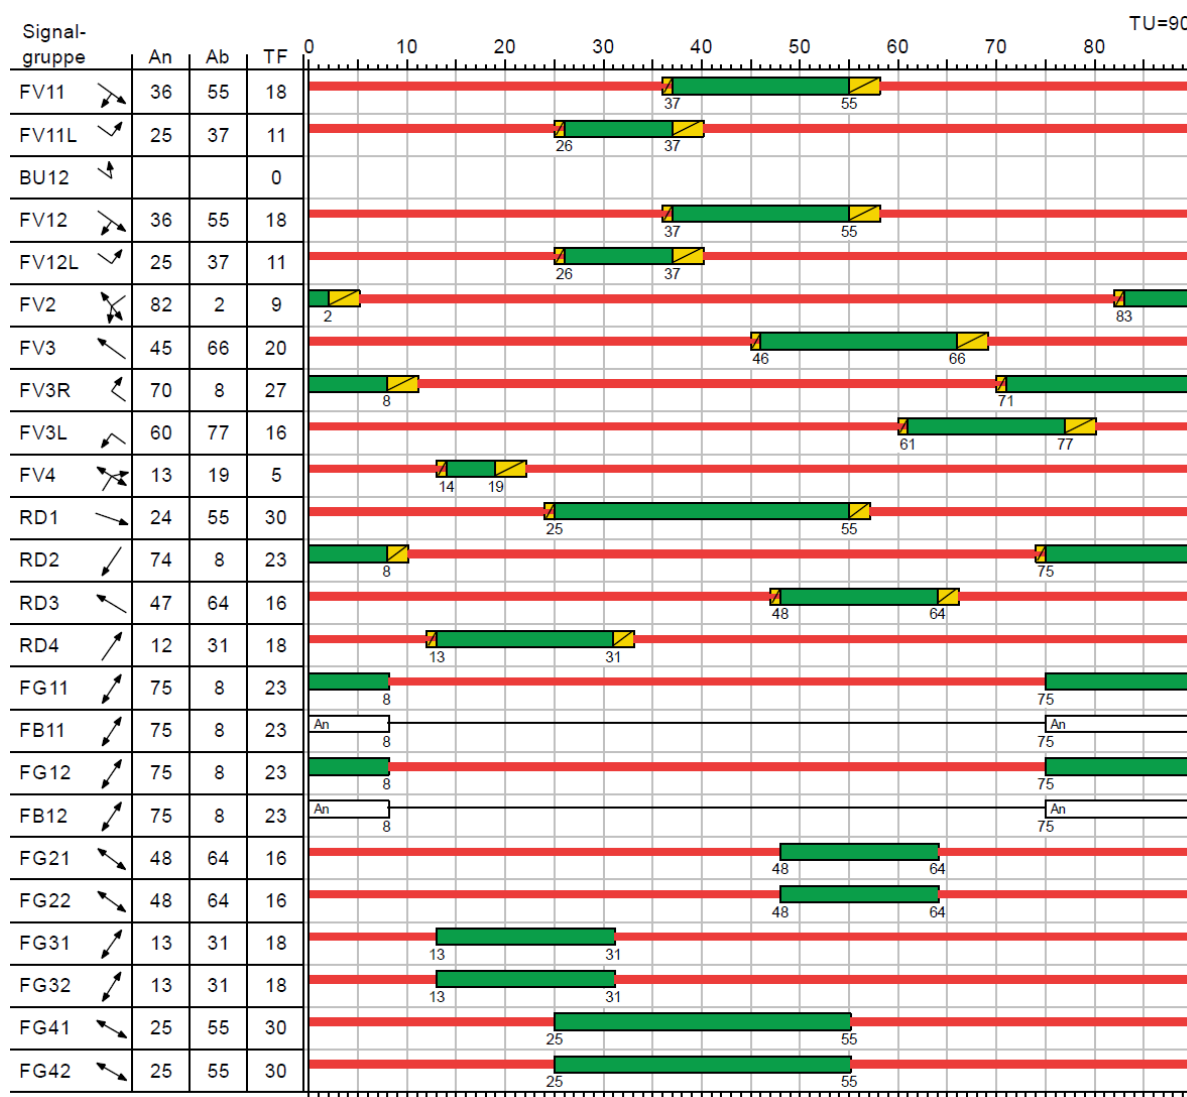 TU=90
Signal-
gruppe An Ab TF 0 10 20 30 40 50 60 70 80
FV11 36 55 18
37 55
FV11L 25 37 11
26 37
BU12 0
FV12 36 55 18
37 55
FV12L 25 37 11
26 37
FV2 82 2 9
2 83
FV3 45 66 20
46 66
FV3R 70 8 27
8 71
FV3L 60 77 16
61 77
FV4 13 19 5
14 19
RD1 24 55 30
25 55
RD2 74 8 23
8 75
RD3 47 64 16
48 64
RD4 12 31 18
13 31
FG11 75 8 23
8 75
FB11 75 8 23 An An
8 75
FG12 75 8 23
8 75
FB12 75 8 23 An An
8 75
FG21 48 64 16
48 64
FG22 48 64 16
48 64
FG31 13 31 18
13 31
FG32 13 31 18
13 31
FG41 25 55 30
25 55
FG42 25 55 30
25 55